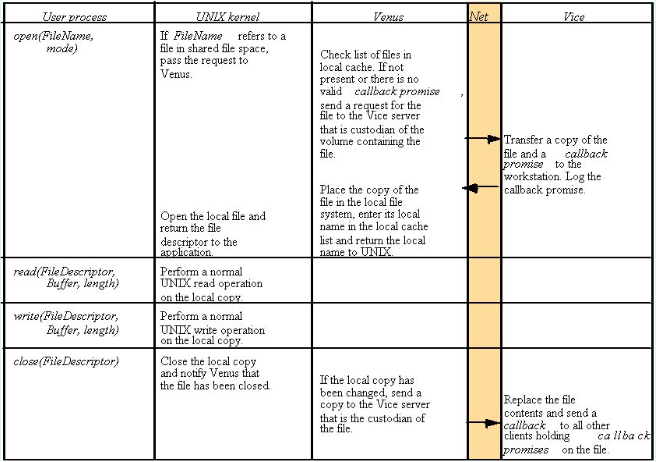 User process UNIX kernel Venus Net Vice
open(FileName,
mode)
If FileName refers to a
file in shared file space,
pass the request to
Venus.
Check list of files in
local cache. If not
present or there is no
valid callback promise ,
send a request for the
file to the Vice server
that is custodian of the
volume containing the
file.
Transfer a copy of the
file and a callback
promise to the
workstation. Log the
callback promise.
Place the copy of the
file in the local file
system, enter its local
name in the local cache
list and return the local
name to UNIX.
Open the local file and
return the file
descriptor to the
application.
read(FileDescriptor,
Buffer, length)
Perform a normal
UNIX read operation
on the local copy.
write(FileDescriptor,
Buffer, length)
Perform a normal
UNIX write operation
on the local copy.
close(FileDescriptor)
Close the local copy
and notify Venus that
the file has been closed.
If the local copy has
been changed, send a
copy to the Vice server
that is the custodian of
the file.
Replace the file
contents and send a
callback to all other
clients holding callback
promises on the file.